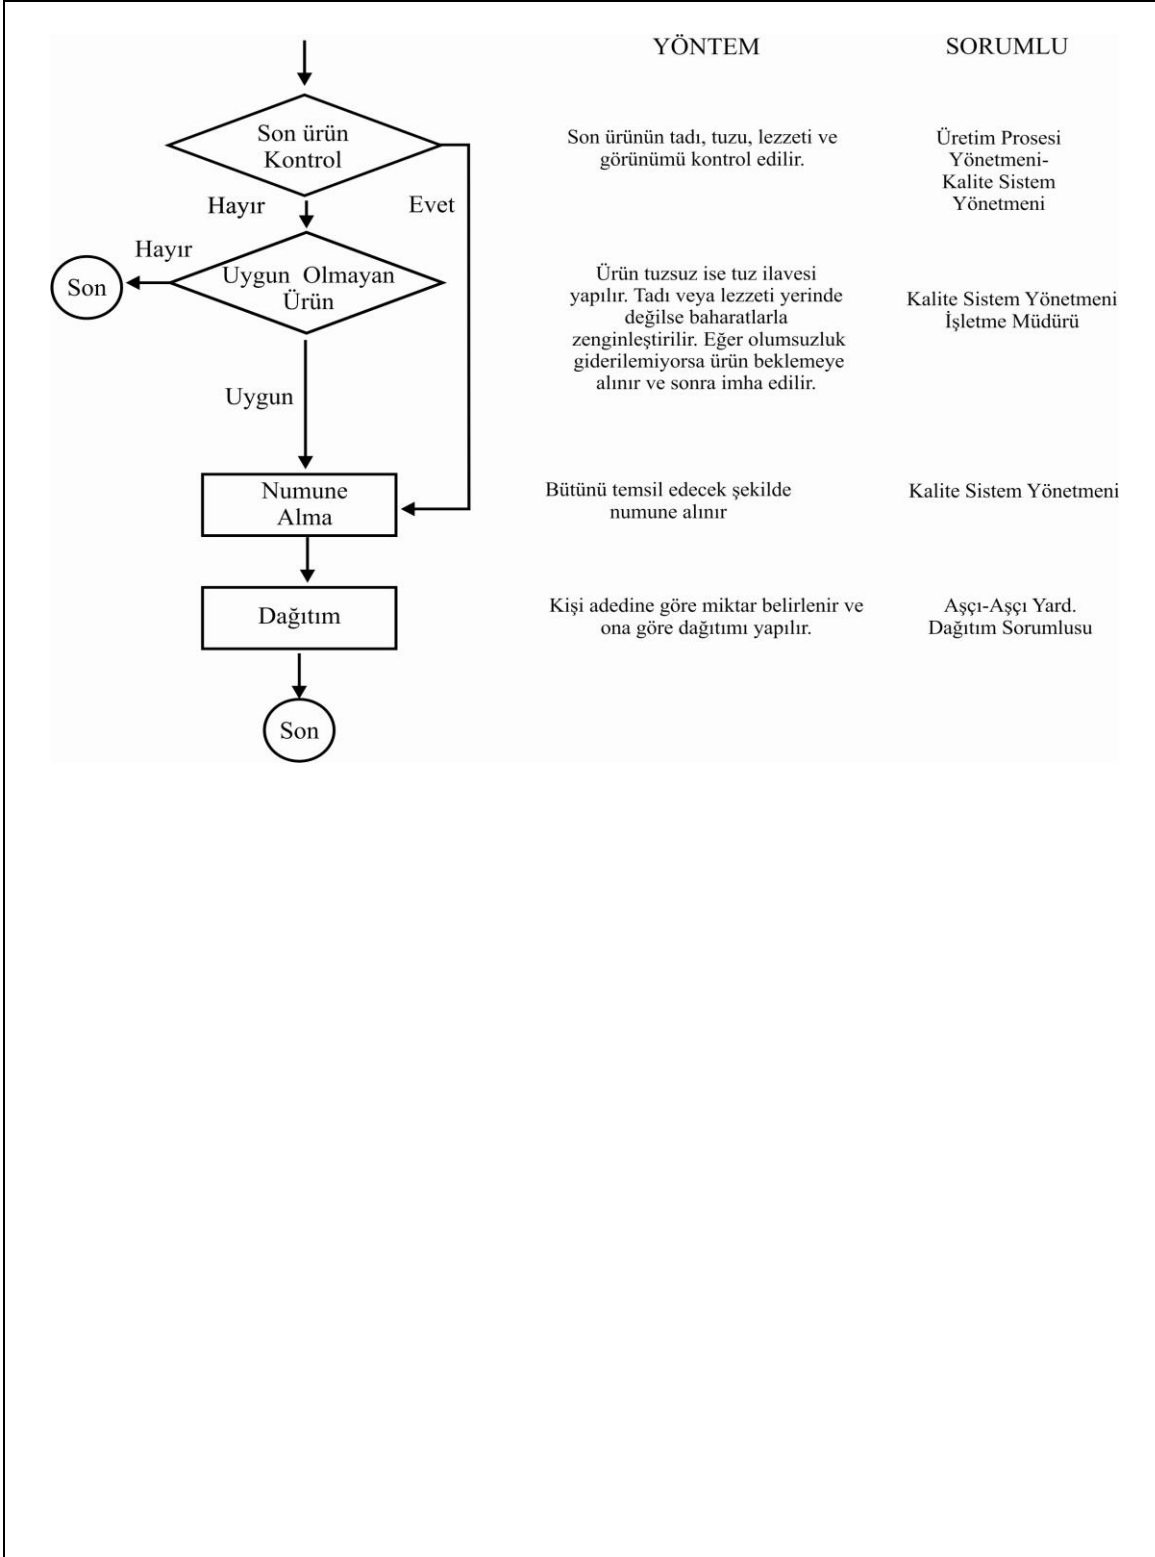 YÖNTEM
SORUMLU
Son ürün
Kontrol
Son ürünün tadı, tuzu, lezzeti ve
görünümü kontrol edilir.
Üretim Prosesi
Yönetmeni-
Kalite Sistem
Yönetmeni
Hayır
Evet
Hayır
Son
Uygun Olmayan
Ürün
Ürün tuzsuz ise tuz ilavesi
yapılır. Tadı veya lezzeti yerinde
değilse baharatlarla
zenginleştirilir. Eğer olumsuzluk
giderilemiyorsa ürün beklemeye
alınır ve sonra imha edilir.
Kalite Sistem Yönetmeni
İşletme Müdürü
Uygun
Numune
Alma
Bütünü temsil edecek şekilde
numune alınır
Kalite Sistem Yönetmeni
Dağıtım
Kişi adedine göre miktar belirlenir ve
ona göre dağıtımı yapılır.
Aşçı-Aşçı Yard.
Dağıtım Sorumlusu
Son